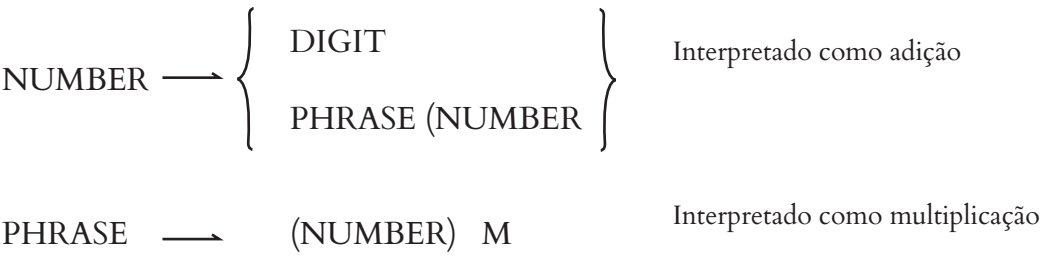 DIGIT Interpretado como adição
NUMBER
PHRASE (NUMBER
PHRASE (NUMBER) M Interpretado como multiplicação